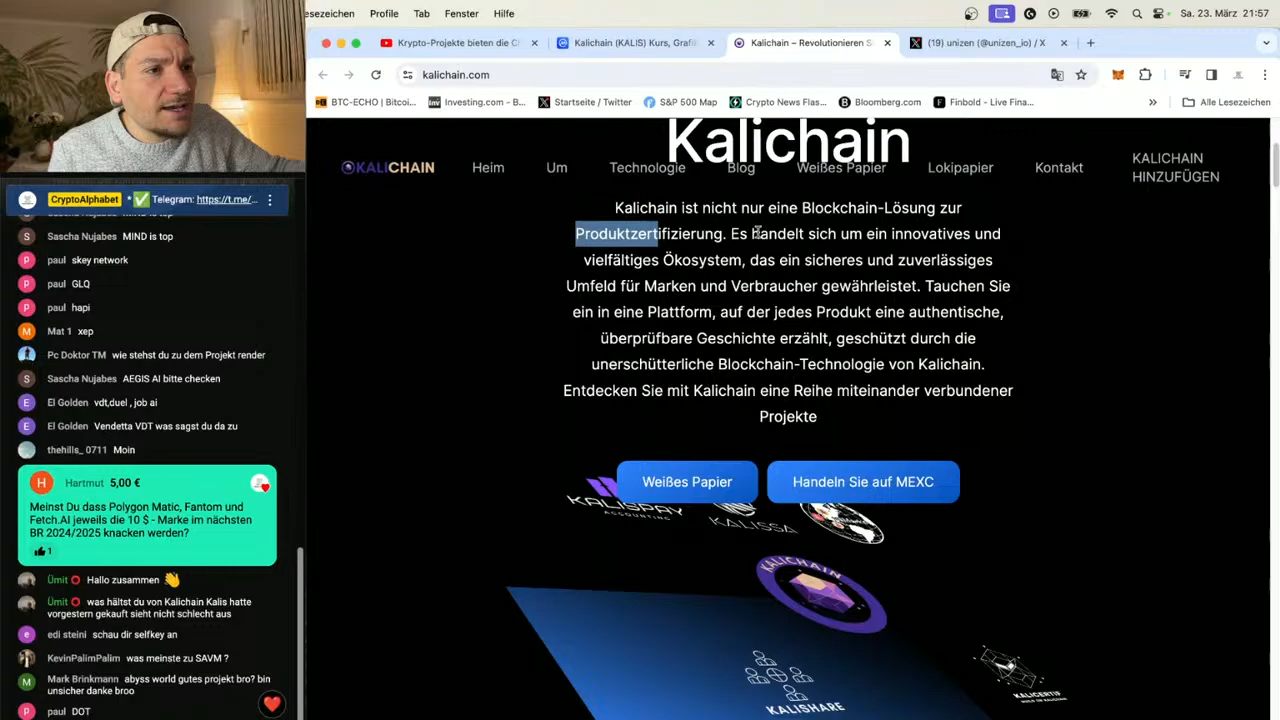 esezeichen Profile Tab Fenster Hilfe
Sa. 23. März 21:57
Krypto-Projekte bieten die Ch
Kalichain (KALIS) Kurs, Grafi
Kalichain – Revolutionieren S
(19) unizen (@unizen_io) / X
kalichain.com
BTC-ECHO | Bitcoi...
Investing.com - B...
Startseite / Twitter
S&P 500 Map
Crypto News Flas...
Bloomberg.com
Finbold - Live Fina...
Alle Lesezeichen
CryptoAlphabet * ✅ Telegram: https://t.me/...
Sascha Nujabes MIND is top
paul skey network
paul GLQ
paul hapi
Mat 1 xep
Pc Doktor TM wie stehst du zu dem Projekt render
Sascha Nujabes AEGIS AI bitte checken
El Golden vdt,duel , job ai
El Golden Vendetta VDT was sagst du da zu
thehills_ 0711 Moin
Hartmut 5,00 €
Meinst Du dass Polygon Matic, Fantom und
Fetch.AI jeweils die 10 $ - Marke im nächsten
BR 2024/2025 knacken werden?
1
Ümit ⭕ Hallo zusammen 👋
Ümit ⭕ was hältst du von Kalichain Kalis hatte
vorgestern gekauft sieht nicht schlecht aus
edi steini schau dir selfkey an
KevinPalimPalim was meinste zu SAVM ?
Mark Brinkmann abyss world gutes projekt bro? bin
unsicher danke broo
paul DOT
Kalichain
KALICHAIN
Heim
Um
Technologie
Blog
Weißes Papier
Lokipapier
Kontakt
KALICHAIN
HINZUFÜGEN
Kalichain ist nicht nur eine Blockchain-Lösung zur
Produktzertifizierung. Es handelt sich um ein innovatives und
vielfältiges Ökosystem, das ein sicheres und zuverlässiges
Umfeld für Marken und Verbraucher gewährleistet. Tauchen Sie
ein in eine Plattform, auf der jedes Produkt eine authentische,
überprüfbare Geschichte erzählt, geschützt durch die
unerschütterliche Blockchain-Technologie von Kalichain.
Entdecken Sie mit Kalichain eine Reihe miteinander verbundener
Projekte
Weißes Papier
Handeln Sie auf MEXC
KALISPAY
ACCOUNTING
KALISSA
KALICHAIN
KALISHARE
KALICERTIF